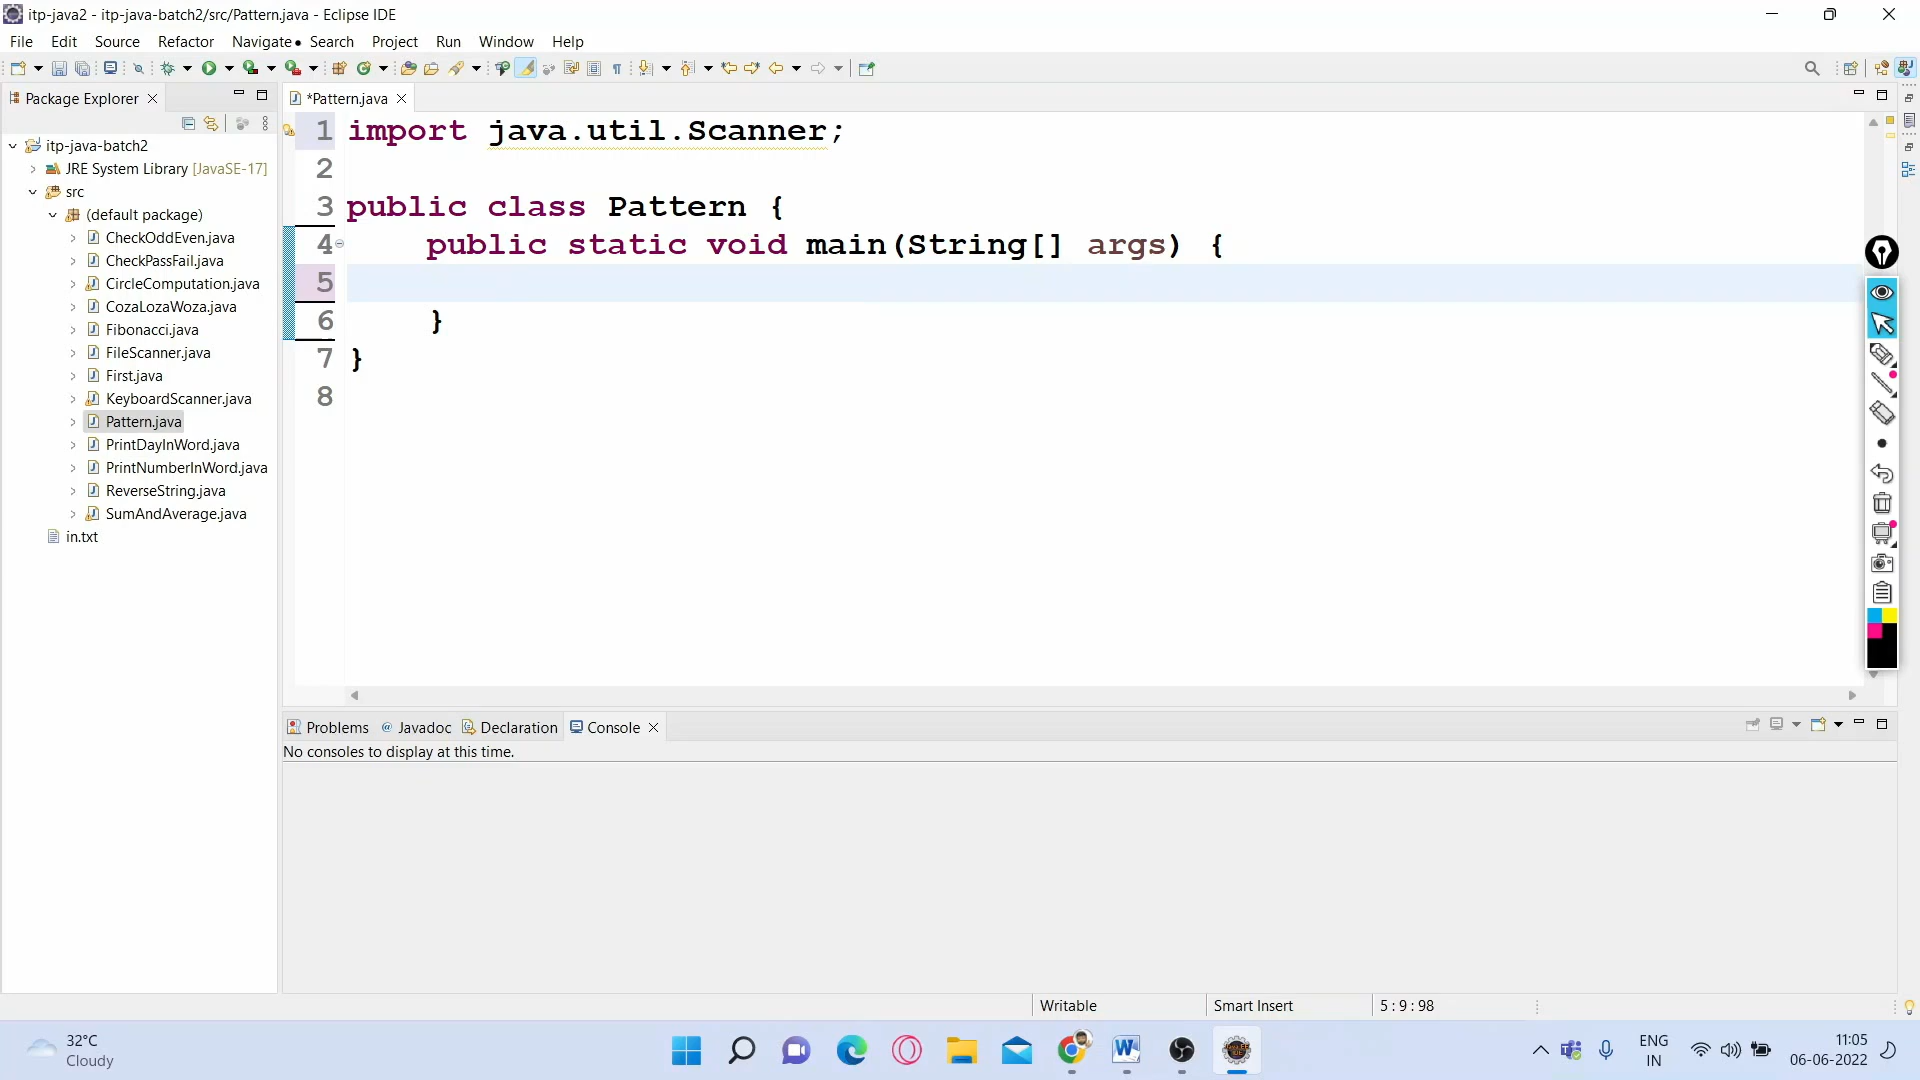 itp-java2 - itp-java-batch2/src/Pattern.java - Eclipse IDE
File Edit Source Refactor Navigate Search Project Run Window Help
Package Explorer
*Pattern.java
itp-java-batch2
JRE System Library [JavaSE-17]
src
(default package)
CheckOddEven.java
CheckPassFail.java
CircleComputation.java
CozaLozaWoza.java
Fibonacci.java
FileScanner.java
First.java
KeyboardScanner.java
Pattern.java
PrintDayInWord.java
PrintNumberInWord.java
ReverseString.java
SumAndAverage.java
in.txt
1 import java.util.Scanner;
2
3 public class Pattern {
4 public static void main(String[] args) {
5
6 }
7 }
8
Problems @ Javadoc Declaration Console
No consoles to display at this time.
Writable Smart Insert 5 : 9 : 98
32°C
Cloudy
ENG
IN
11:05
06-06-2022